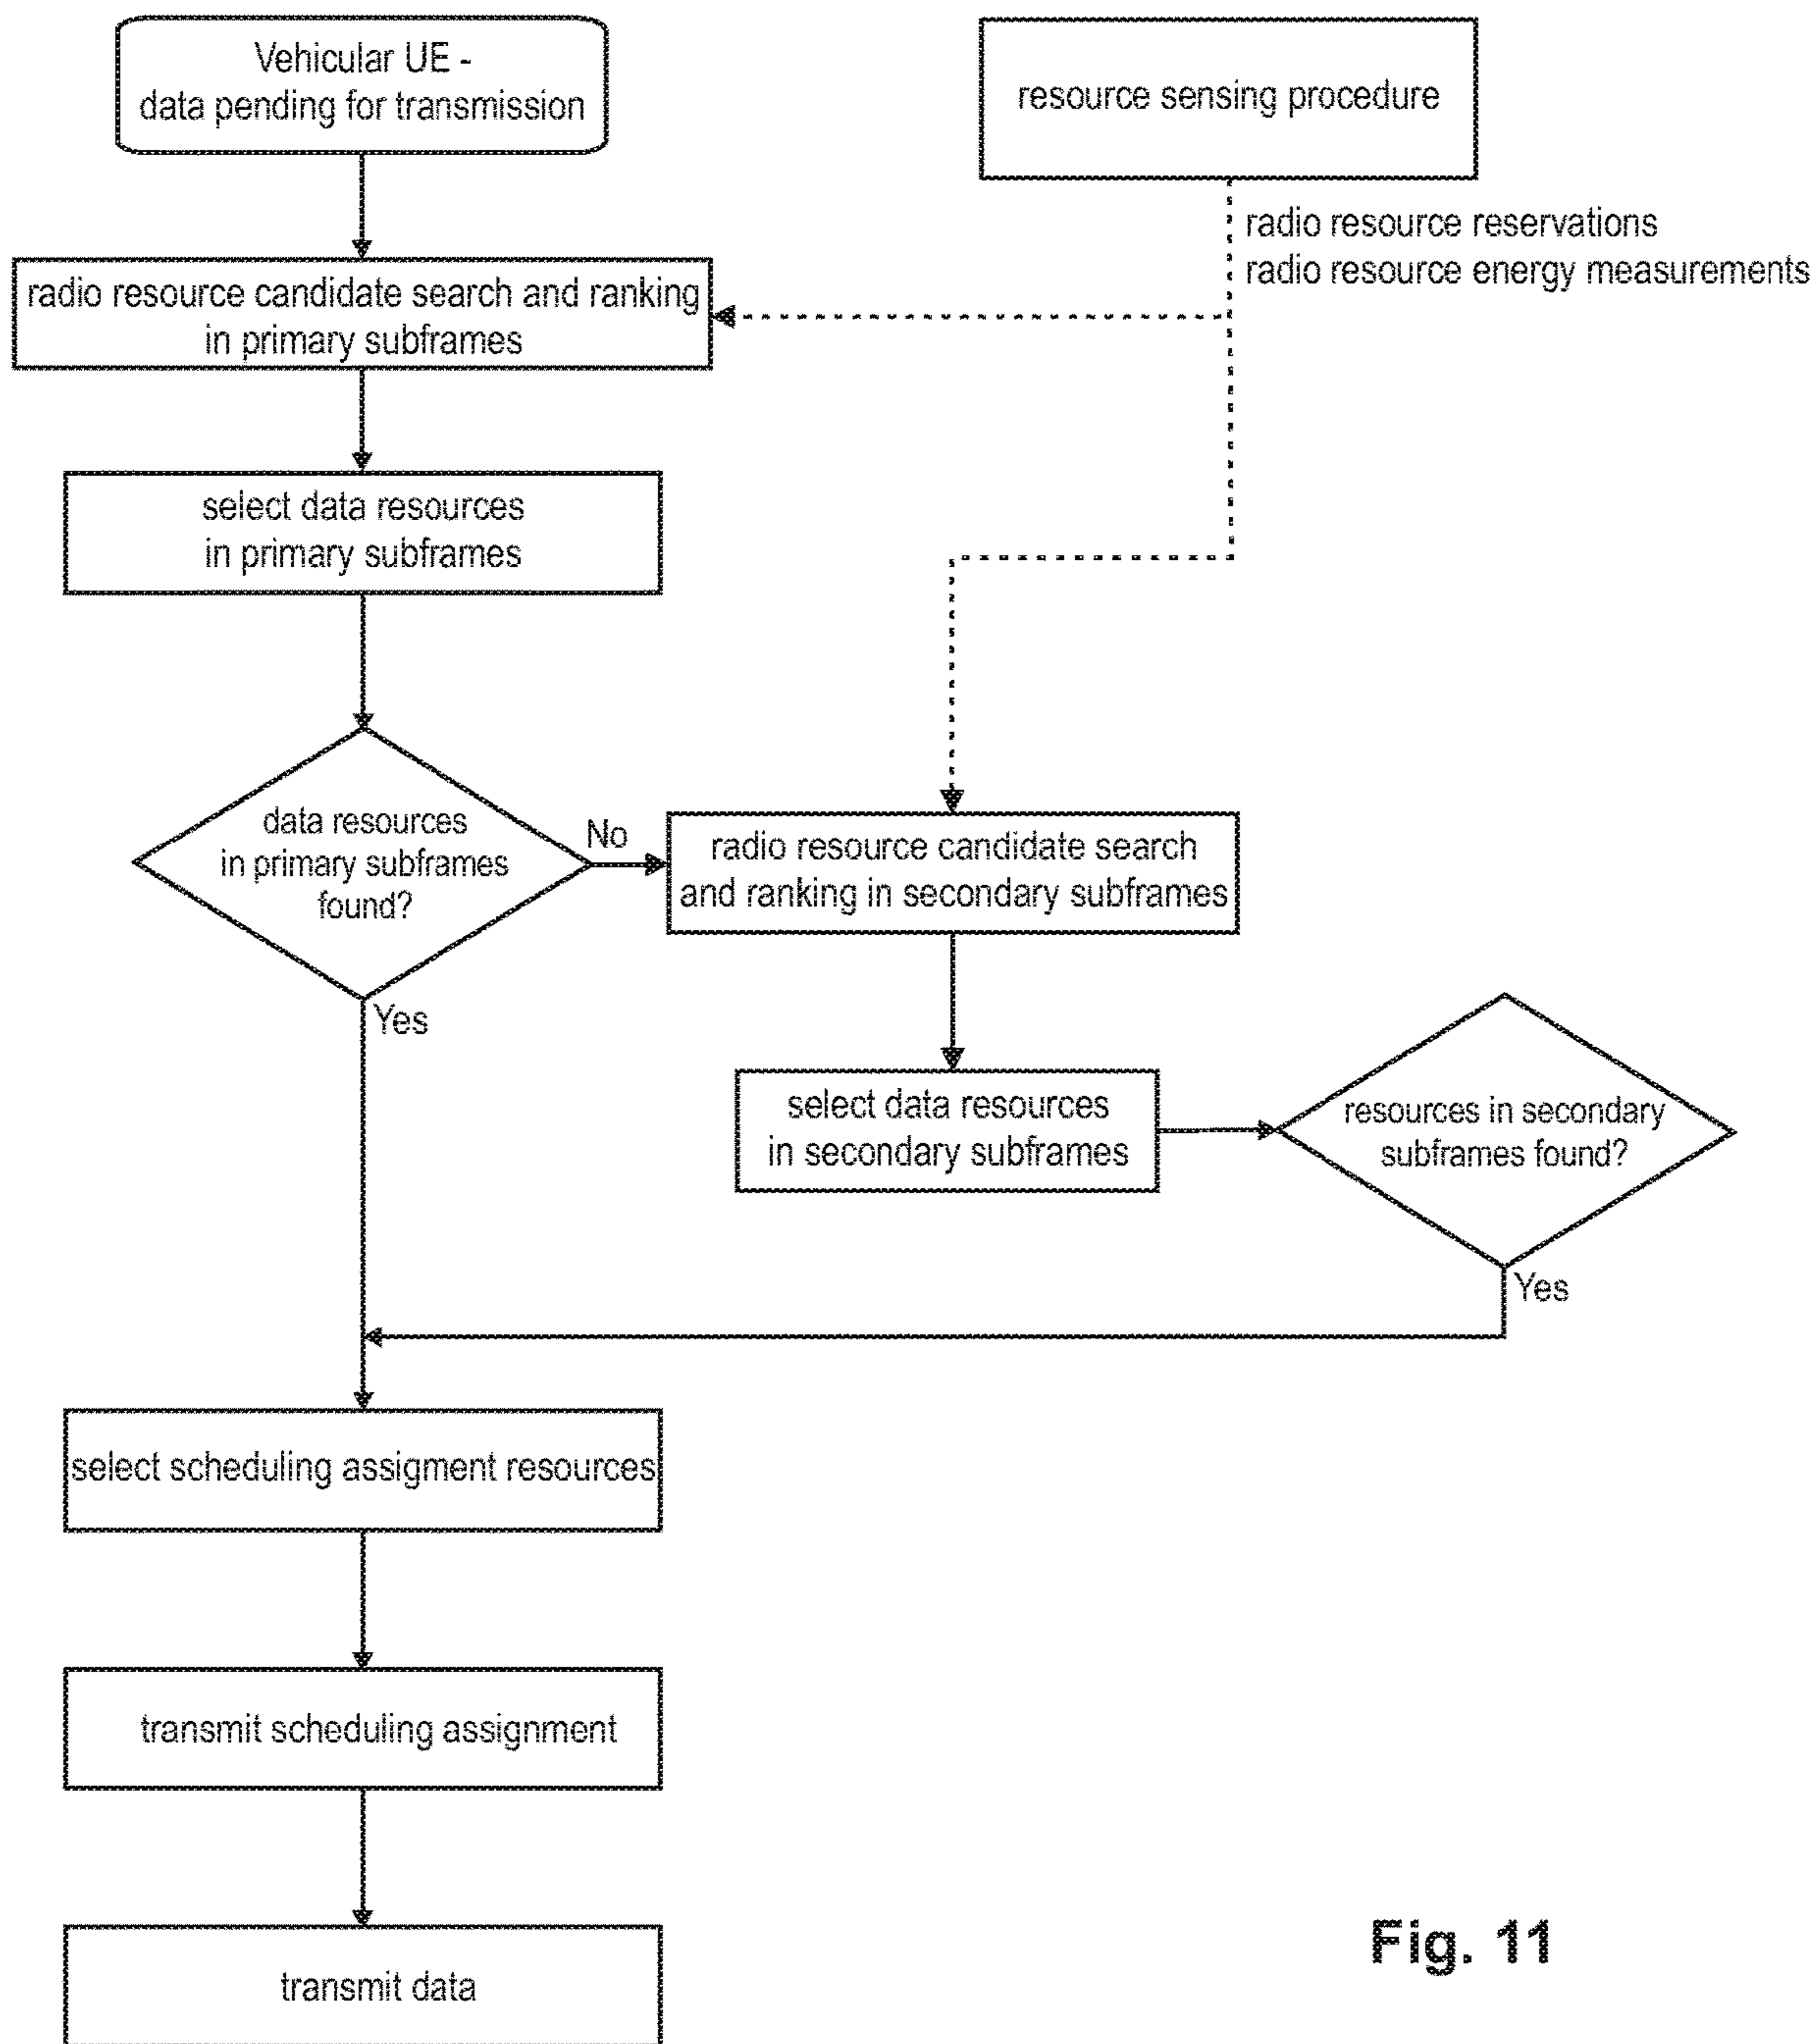 Vehicular UE -
data pending for transmission
resource sensing procedure
radio resource reservations
radio resource energy measurements
radio resource candidate search and ranking
in primary subframes
select data resources
in primary subframes
data resources
in primary subframes
found?
No
radio resource candidate search
and ranking in secondary subframes
Yes
select data resources
in secondary subframes
resources in secondary
subframes found?
Yes
select scheduling assigment resources
transmit scheduling assignment
transmit data
Fig. 11